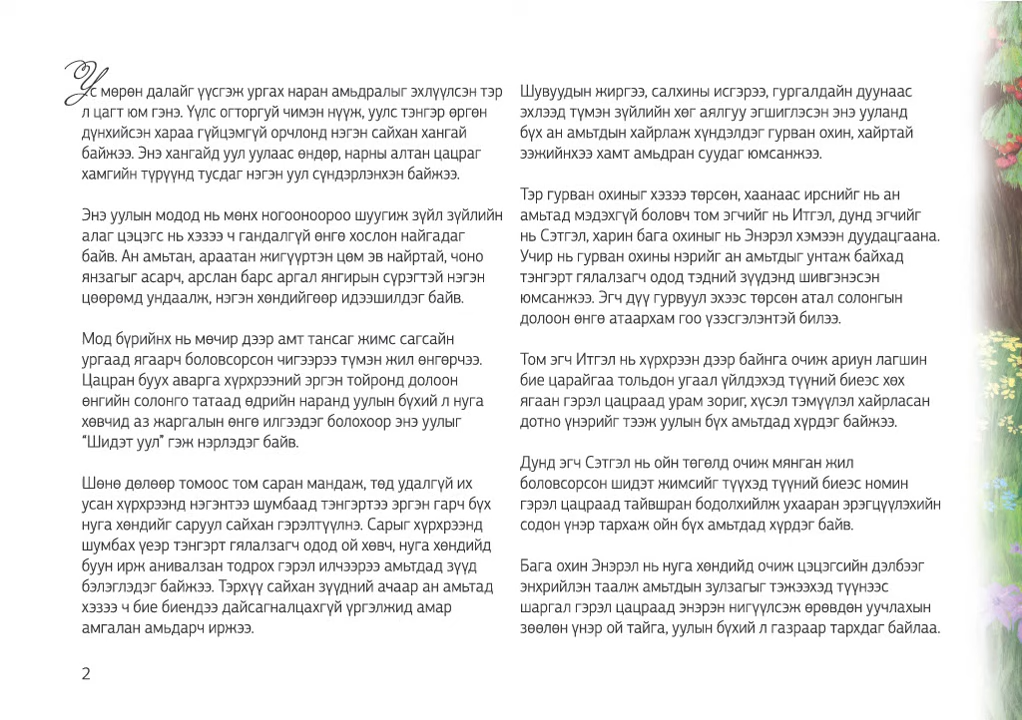 Ус мөрөн далайг үүсгэж ургах наран амьдралыг эхлүүлсэн тэр
л цагт юм гэнэ. Үүлс огторгуй чимэн нүүж, уулс тэнгэр өргөн
дүнхийсэн хараа гүйцэмгүй орчлонд нэгэн сайхан хангай
байжээ. Энэ хангайд уул уулаас өндөр, нарны алтан цацраг
хамгийн түрүүнд тусдаг нэгэн уул сүндэрлэнхэн байжээ.

Энэ уулын модод нь мөнх ногооноороо шуугиж зүйл зүйлийн
алаг цэцэгс нь хэзээ ч гандалгүй өнгө хослон найгадаг
байв. Ан амьтан, араатан жигүүртэн цөм эв найртай, чоно
янзагыг асарч, арслан барс аргал янгирын сүрэгтэй нэгэн
цөөрөмд ундаалж, нэгэн хөндийгөөр идээшилдэг байв.

Мод бүрийнх нь мөчир дээр амт тансаг жимс сагсайн
ургаад ягаарч боловсорсон чигээрээ түмэн жил өнгөрчээ.
Цацран буух аварга хүрхрээний эргэн тойронд долоон
өнгийн солонго татаад өдрийн наранд уулын бүхий л нуга
хөвчид аз жаргалын өнгө илгээдэг болохоор энэ уулыг
“Шидэт уул” гэж нэрлэдэг байв.

Шөнө дөлөөр томоос том саран мандаж, төд удалгүй их
усан хүрхрээнд нэгэнтээ шумбаад тэнгэртээ эргэн гарч бүх
нуга хөндийг саруул сайхан гэрэлтүүлнэ. Сарыг хүрхрээнд
шумбах үеэр тэнгэрт гялалзагч одод ой хөвч, нуга хөндийд
буун ирж анивалзан тодрох гэрэл илчээрээ амьтдад зүүд
бэлэглэдэг байжээ. Тэрхүү сайхан зүүдний ачаар ан амьтад
хэзээ ч бие биендээ дайсагналцахгүй үргэлжид амар
амгалан амьдарч иржээ.

2

Шувуудын жиргээ, салхины исгэрээ, гургалдайн дуунаас
эхлээд түмэн зүйлийн хөг аялгуу эгшиглэсэн энэ ууланд
бүх ан амьтдын хайрлаж хүндэлдэг гурван охин, хайртай
ээжийнхээ хамт амьдран суудаг юмсанжээ.

Тэр гурван охиныг хэзээ төрсөн, хаанаас ирснийг нь ан
амьтад мэдэхгүй боловч том эгчийг нь Итгэл, дунд эгчийг
нь Сэтгэл, харин бага охиныг нь Энэрэл хэмээн дуудацгаана.
Учир нь гурван охины нэрийг ан амьтдыг унтаж байхад
тэнгэрт гялалзагч одод тэдний зүүдэнд шивгэнэсэн
юмсанжээ. Эгч дүү гурвуул эхээс төрсөн атал солонгын
долоон өнгө атаархам гоо үзэсгэлэнтэй билээ.

Том эгч Итгэл нь хүрхрээн дээр байнга очиж ариун лагшин
бие царайгаа тольдон угаал үйлдэхэд түүний биеэс хөх
ягаан гэрэл цацраад урам зориг, хүсэл тэмүүлэл хайрласан
дотно үнэрийг тээж уулын бүх амьтдад хүрдэг байжээ.

Дунд эгч Сэтгэл нь ойн төгөлд очиж мянган жил
боловсорсон шидэт жимсийг түүхэд түүний биеэс номин
гэрэл цацраад тайвшран бодолхийлж ухааран эрэгцүүлэхийн
содон үнэр тархаж ойн бүх амьтдад хүрдэг байв.

Бага охин Энэрэл нь нуга хөндийд очиж цэцэгсийн дэлбээг
энхрийлэн таалж амьтдын зулзагыг тэжээхэд түүнээс
шаргал гэрэл цацраад энэрэн нигүүлсэж өрөвдөн уучлахын
зөөлөн үнэр ой тайга, уулын бүхий л газраар тархдаг байлаа.